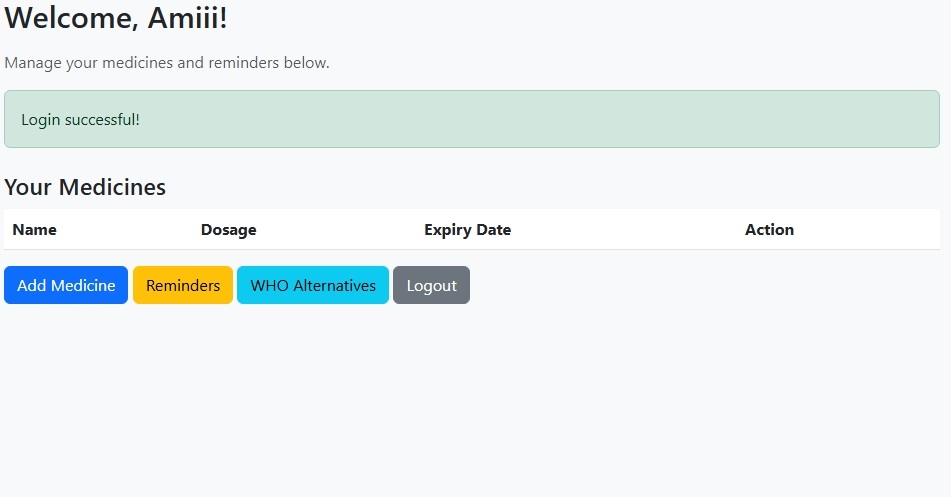 Welcome, Amiii!
Manage your medicines and reminders below.
Login successful!
Your Medicines
Name Dosage Expiry Date Action
Add Medicine Reminders WHO Alternatives Logout